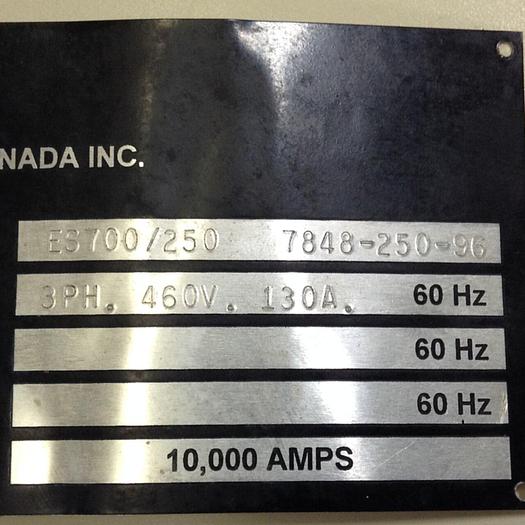 NADA INC.
ES700/250 7848-250-96
3PH. 460V. 130A. 60 Hz
60 Hz
60 Hz
10,000 AMPS